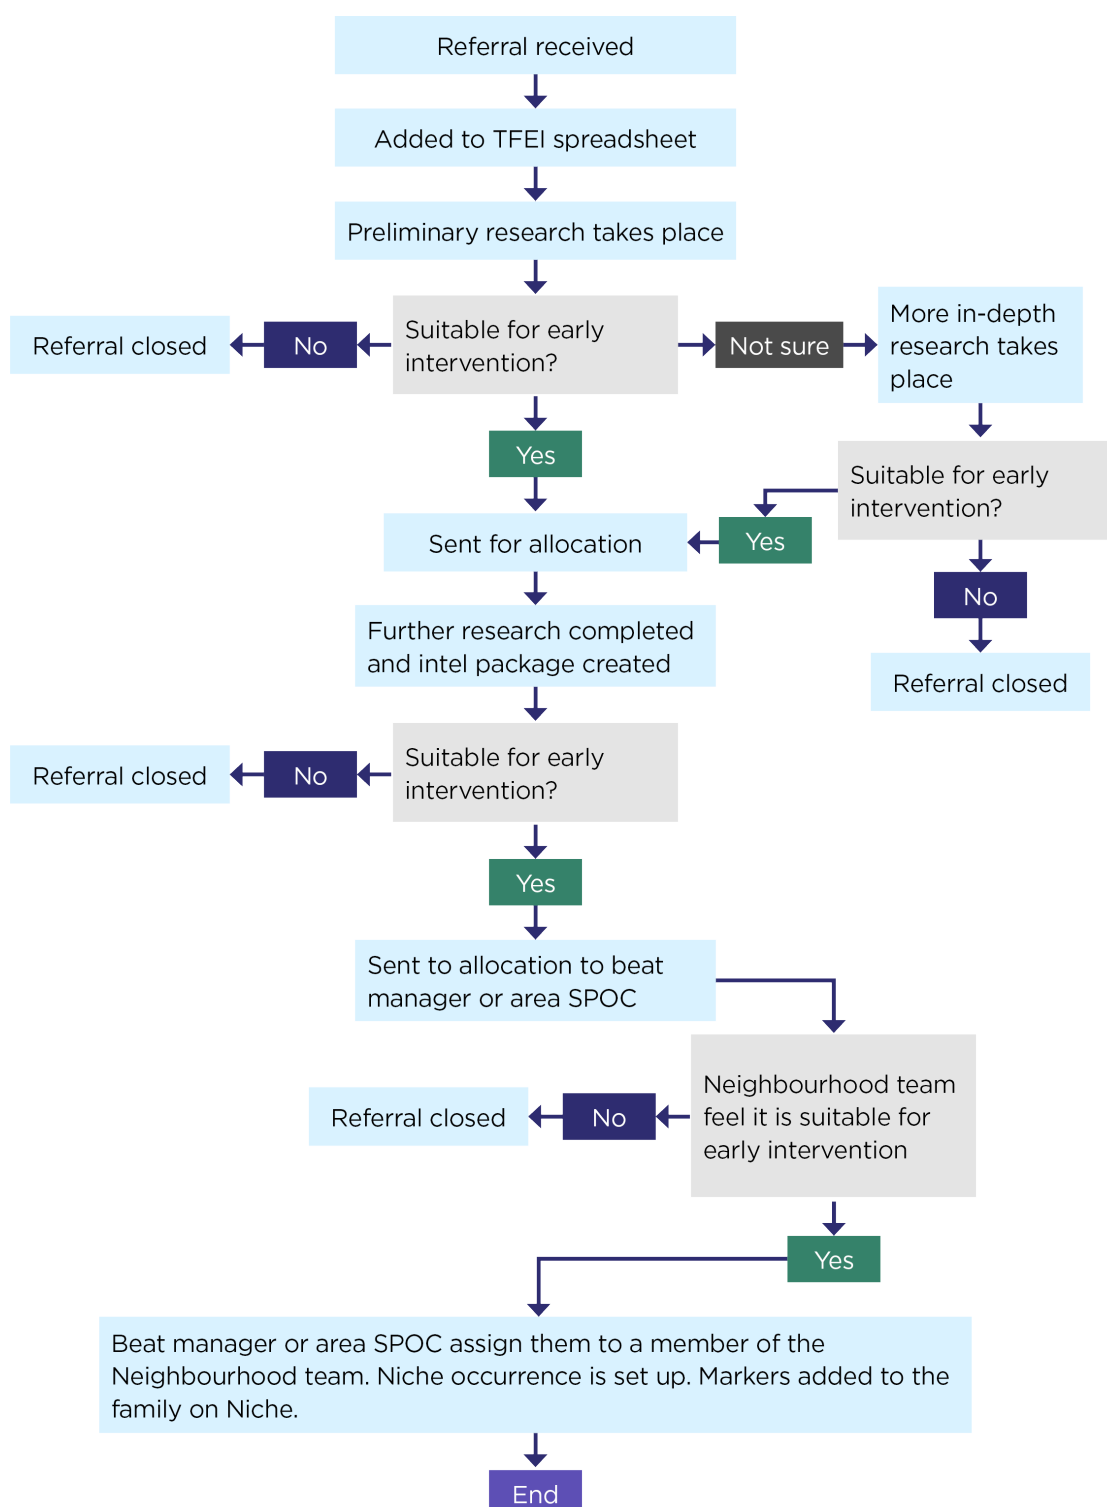 Referral received
Added to TFEI spreadsheet
Preliminary research takes place
Suitable for early
intervention?
No
Referral closed
Not sure
More in-depth
research takes
place
Suitable for early
intervention?
Yes
No
Referral closed
Yes
Sent for allocation
Further research completed
and intel package created
Suitable for early
intervention?
No
Referral closed
Yes
Sent to allocation to beat
manager or area SPOC
Neighbourhood team
feel it is suitable for
early intervention
No
Referral closed
Yes
Beat manager or area SPOC assign them to a member of the
Neighbourhood team. Niche occurrence is set up. Markers added to the
family on Niche.
End